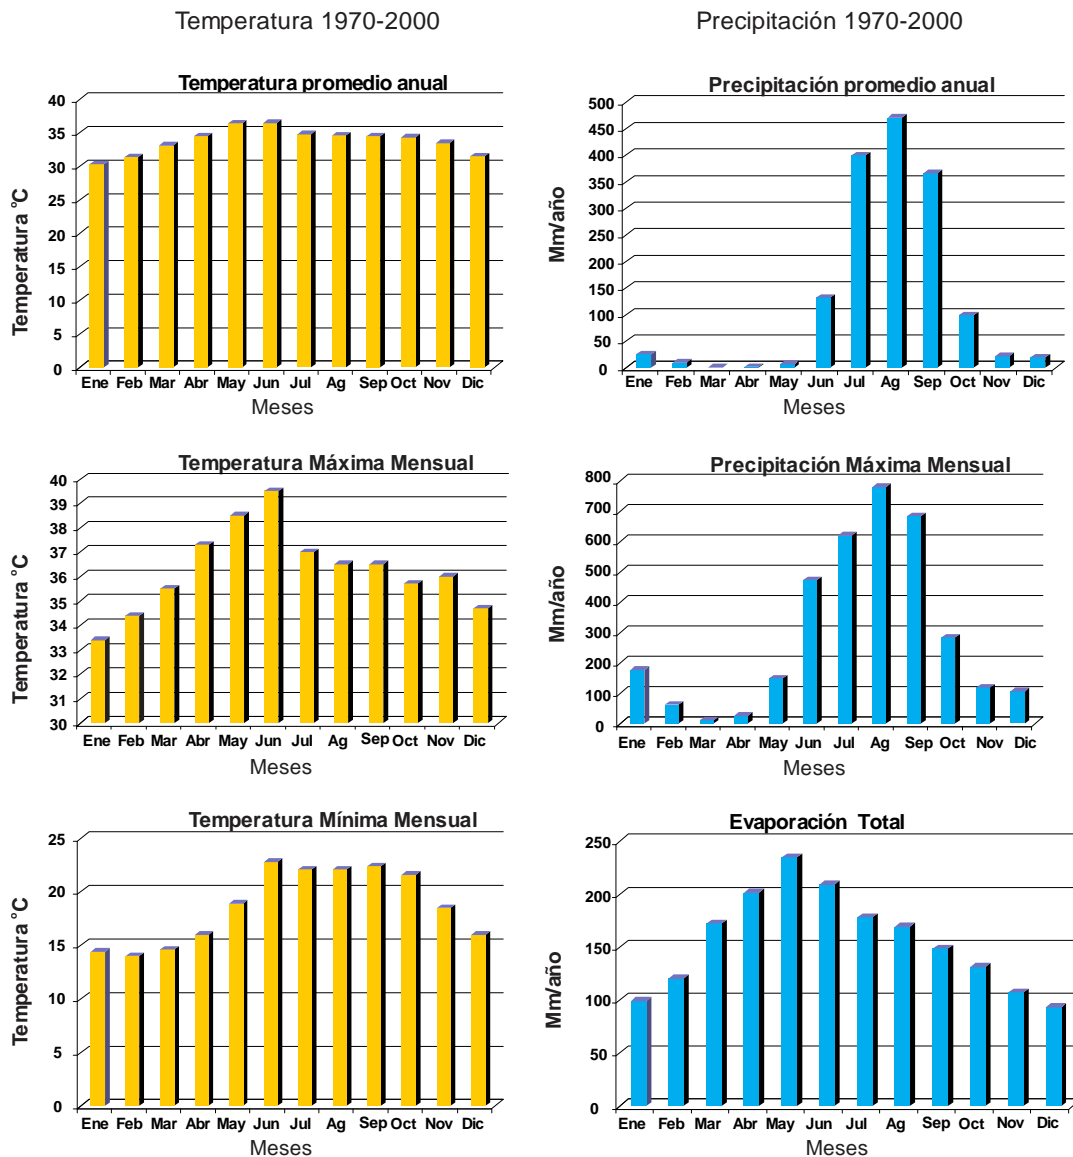 Temperatura 1970-2000
Precipitación 1970-2000
Temperatura promedio anual
40
35
30
25
20
15
10
5
0
Temperatura °C
Ene Feb Mar Abr May Jun Jul Ag Sep Oct Nov Dic
Meses
Precipitación promedio anual
500
450
400
350
300
250
200
150
100
50
0
Mm/año
Ene Feb Mar Abr May Jun Jul Ag Sep Oct Nov Dic
Meses
Temperatura Máxima Mensual
40
39
38
37
36
35
34
33
32
31
30
Temperatura °C
Ene Feb Mar Abr May Jun Jul Ag Sep Oct Nov Dic
Meses
Precipitación Máxima Mensual
800
700
600
500
400
300
200
100
0
Mm/año
Ene Feb Mar Abr May Jun Jul Ag Sep Oct Nov Dic
Meses
Temperatura Mínima Mensual
25
20
15
10
5
0
Temperatura °C
Ene Feb Mar Abr May Jun Jul Ag Sep Oct Nov Dic
Meses
Evaporación Total
250
200
150
100
50
0
Mm/año
Ene Feb Mar Abr May Jun Jul Ag Sep Oct Nov Dic
Meses